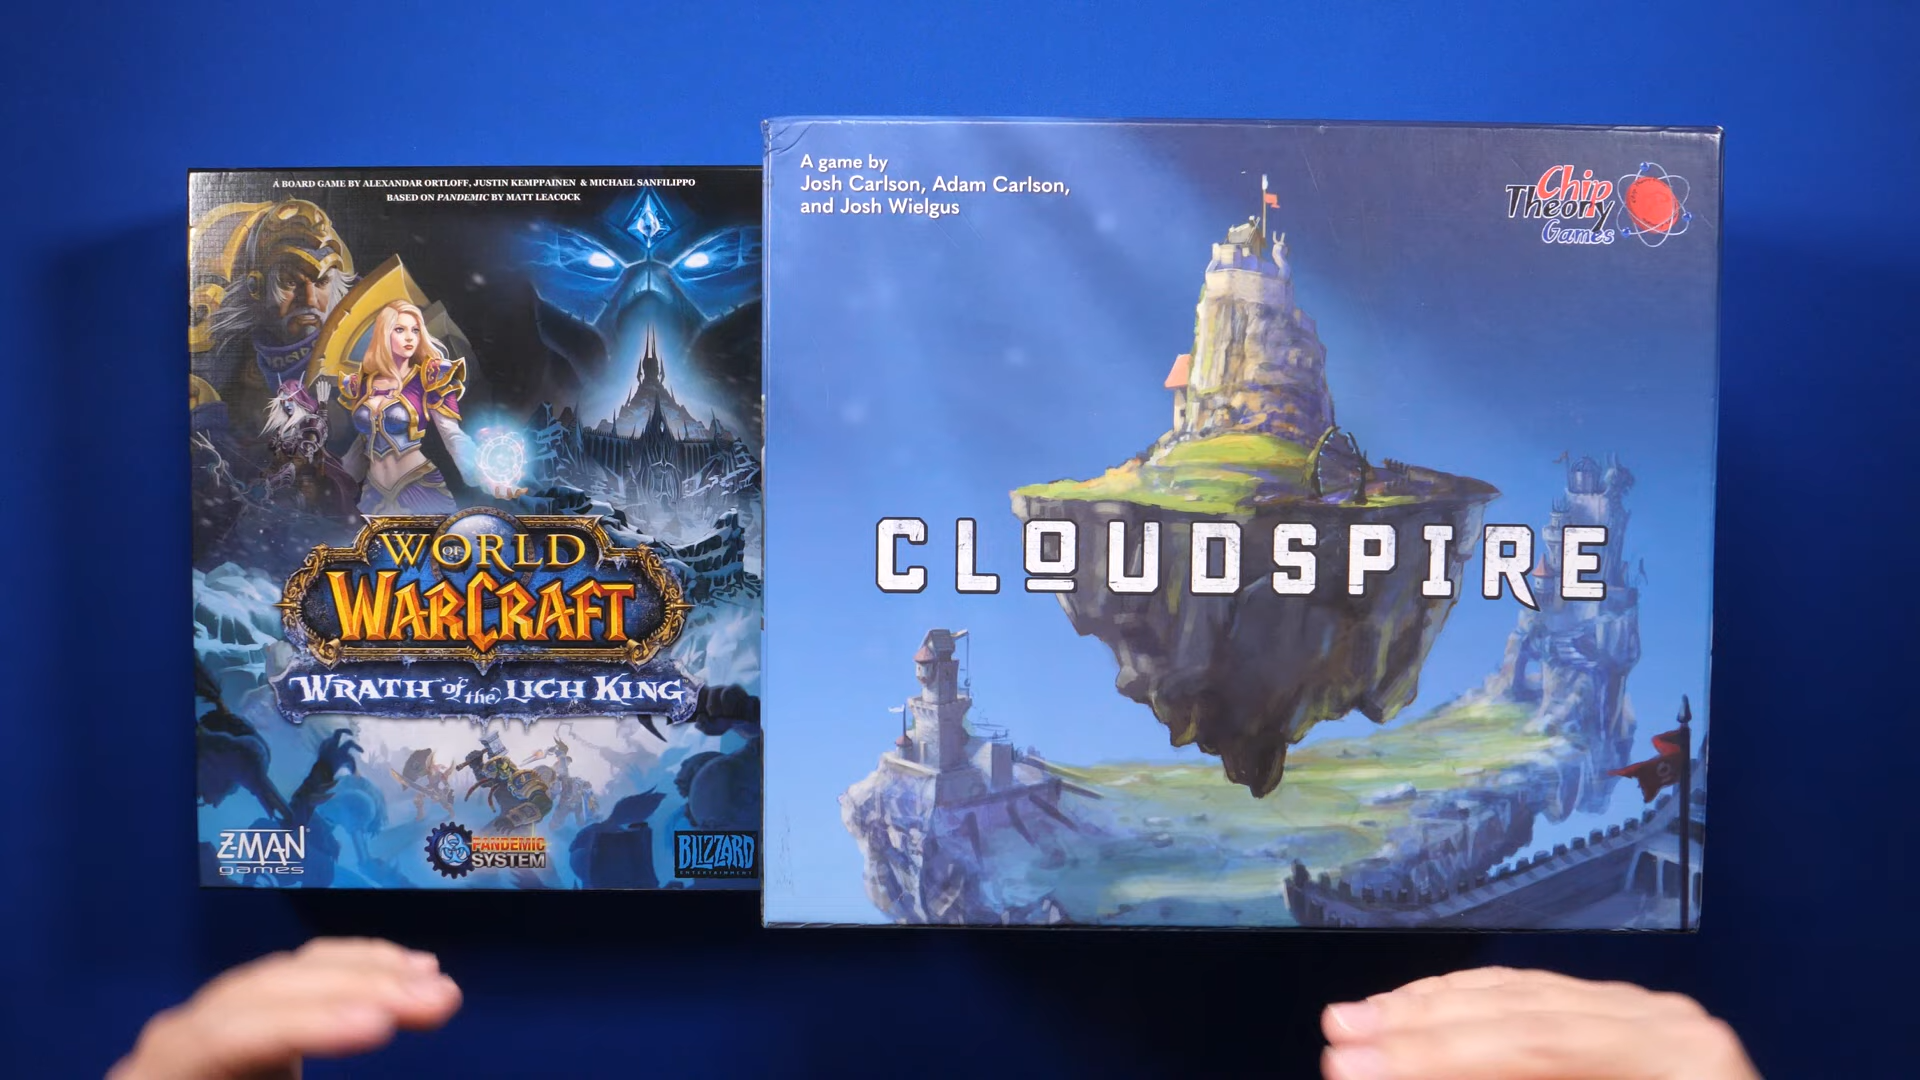 A BOARD GAME BY ALEXANDAR ORTLOFF, JUSTIN KEMPPAINEN & MICHAEL SANFILIPPO
BASED ON PANDEMIC BY MATT LEACOCK
WORLD
OF
WARCRAFT
WRATH of the LICH KING
Z-MAN
games
PANDEMIC
SYSTEM
BLIZZARD
ENTERTAINMENT
A game by
Josh Carlson, Adam Carlson,
and Josh Wielgus
Chip
Theory
Games
CLOUDSPIRE